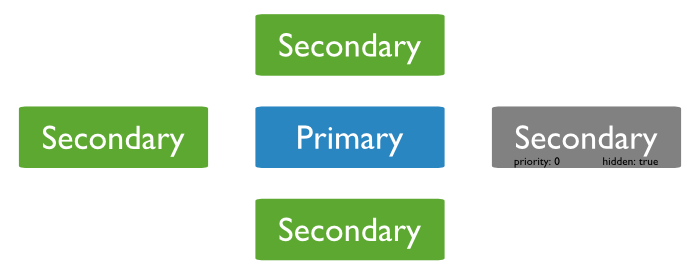 Secondary
Secondary
Primary
Secondary
priority: 0
hidden: true
Secondary